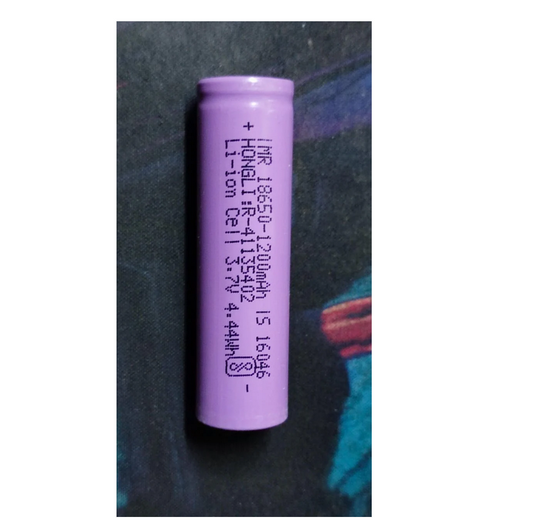 +
IMR 18650-1200mAh IS 16046
HONGLI:R-41135402
Li-ion Cell 3.7V 4.44Wh
-